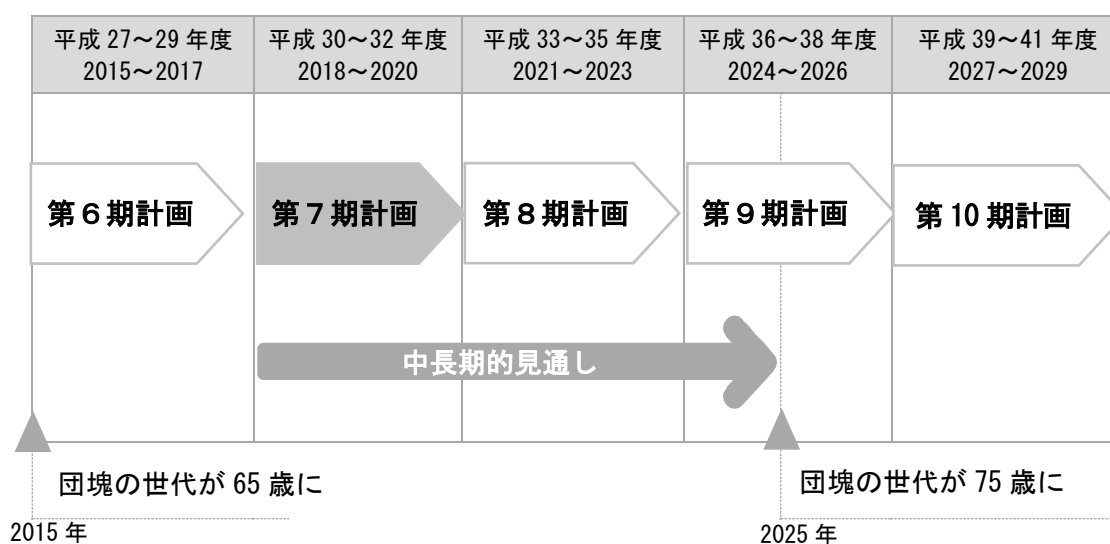 平成 27～29 年度
2015～2017
平成 30～32 年度
2018～2020
平成 33～35 年度
2021～2023
平成 36～38 年度
2024～2026
平成 39～41 年度
2027～2029
第６期計画
第７期計画
第８期計画
第９期計画
第 10 期計画
中長期的見通し
団塊の世代が 65 歳に
団塊の世代が 75 歳に
2015 年
2025 年